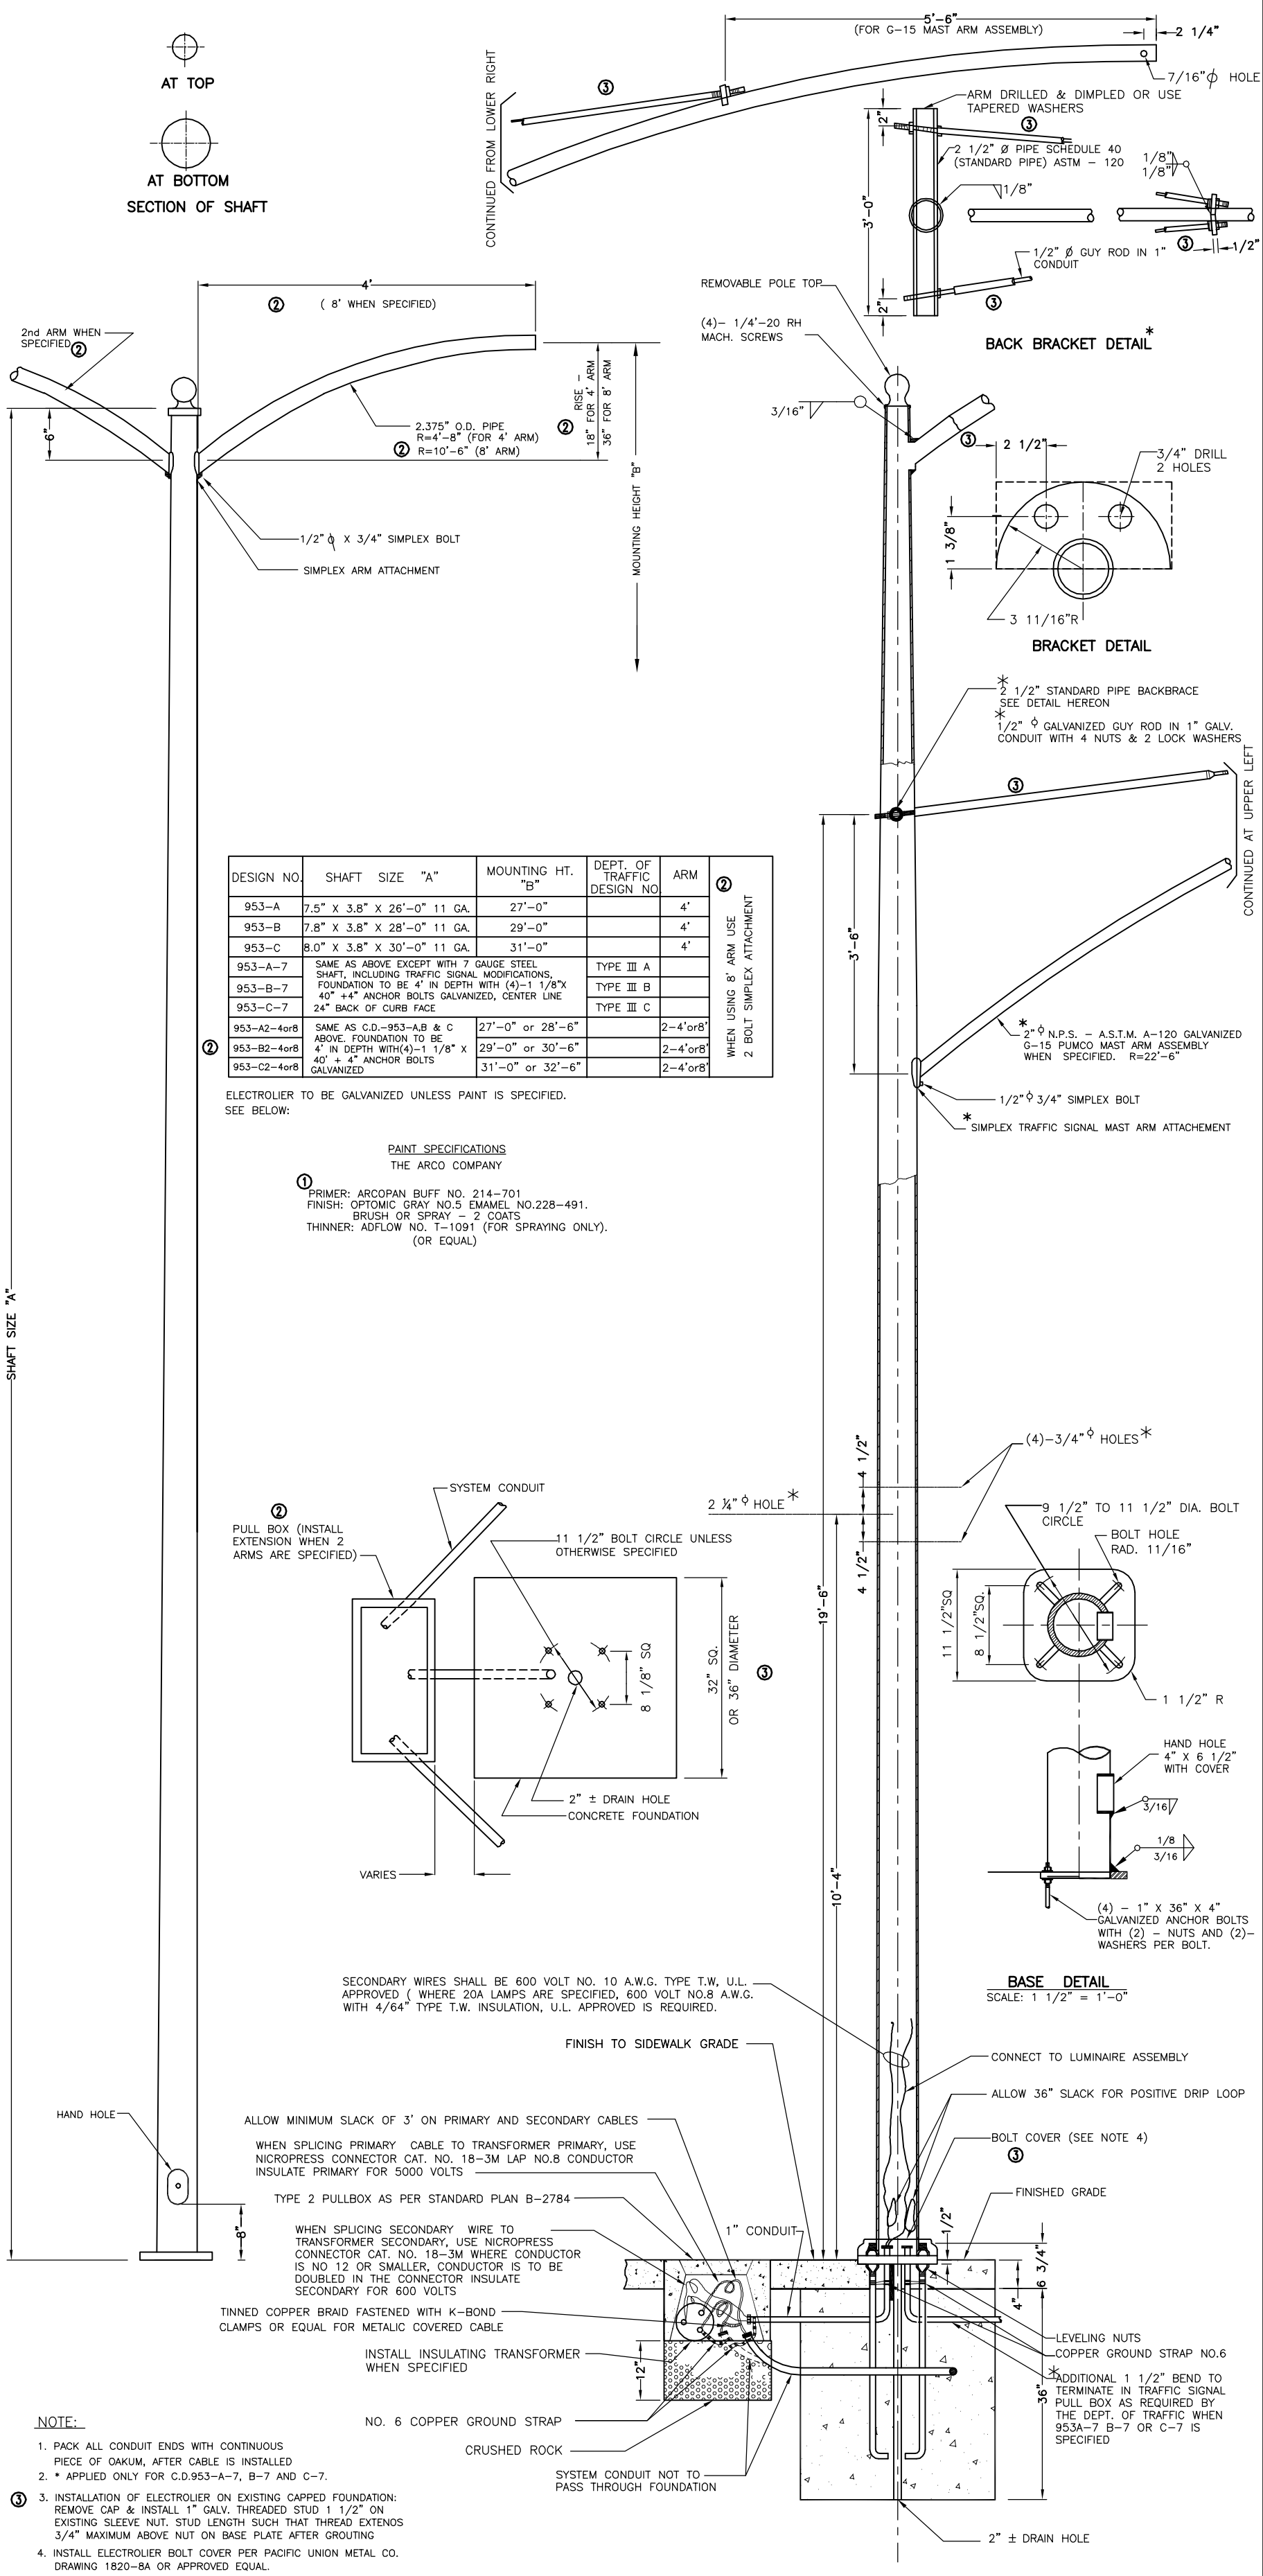 AT TOP
AT BOTTOM
SECTION OF SHAFT
CONTINUED FROM LOWER RIGHT
5'-6"
(FOR G-15 MAST ARM ASSEMBLY)
2 1/4"
7/16"ϕ HOLE
3
ARM DRILLED & DIMPLED OR USE
TAPERED WASHERS
2"
3
2 1/2" Ø PIPE SCHEDULE 40
(STANDARD PIPE) ASTM - 120
1/8"
1/8"
1/8"
3'-0"
3
1/2"
1/2" Ø GUY ROD IN 1"
CONDUIT
3
2"
BACK BRACKET DETAIL*
REMOVABLE POLE TOP
(4)- 1/4'-20 RH
MACH. SCREWS
3/16"
3
4'
2 ( 8' WHEN SPECIFIED)
2nd ARM WHEN
SPECIFIED 2
6"
2.375" O.D. PIPE
R=4'-8" (FOR 4' ARM)
2 R=10'-6" (8' ARM)
2
RISE -
18" FOR 4' ARM
36" FOR 8' ARM
MOUNTING HEIGHT "B"
1/2" ϕ X 3/4" SIMPLEX BOLT
SIMPLEX ARM ATTACHMENT
2 1/2"
3/4" DRILL
2 HOLES
1 3/8"
3 11/16"R
BRACKET DETAIL
* 2 1/2" STANDARD PIPE BACKBRACE
SEE DETAIL HEREON
* 1/2" ϕ GALVANIZED GUY ROD IN 1" GALV.
CONDUIT WITH 4 NUTS & 2 LOCK WASHERS
3
CONTINUED AT UPPER LEFT
DESIGN NO. SHAFT SIZE "A" MOUNTING HT. "B" DEPT. OF TRAFFIC DESIGN NO ARM
953-A 7.5" X 3.8" X 26'-0" 11 GA. 27'-0" 4'
953-B 7.8" X 3.8" X 28'-0" 11 GA. 29'-0" 4'
953-C 8.0" X 3.8" X 30'-0" 11 GA. 31'-0" 4'
953-A-7 TYPE III A
953-B-7 TYPE III B
953-C-7 TYPE III C
SAME AS ABOVE EXCEPT WITH 7 GAUGE STEEL
SHAFT, INCLUDING TRAFFIC SIGNAL MODIFICATIONS,
FOUNDATION TO BE 4' IN DEPTH WITH (4)-1 1/8"X
40" +4" ANCHOR BOLTS GALVANIZED, CENTER LINE
24" BACK OF CURB FACE
2
953-A2-4or8 27'-0" or 28'-6" 2-4'or8'
953-B2-4or8 29'-0" or 30'-6" 2-4'or8'
953-C2-4or8 31'-0" or 32'-6" 2-4'or8'
SAME AS C.D.-953-A,B & C
ABOVE. FOUNDATION TO BE
4' IN DEPTH WITH(4)-1 1/8" X
40' + 4" ANCHOR BOLTS
GALVANIZED
2
WHEN USING 8' ARM USE
2 BOLT SIMPLEX ATTACHMENT
ELECTROLIER TO BE GALVANIZED UNLESS PAINT IS SPECIFIED.
SEE BELOW:
PAINT SPECIFICATIONS
THE ARCO COMPANY
1
PRIMER: ARCOPAN BUFF NO. 214-701
FINISH: OPTOMIC GRAY NO.5 EMAMEL NO.228-491.
BRUSH OR SPRAY - 2 COATS
THINNER: ADFLOW NO. T-1091 (FOR SPRAYING ONLY).
(OR EQUAL)
3'-6"
* 2" ϕ N.P.S. - A.S.T.M. A-120 GALVANIZED
G-15 PUMCO MAST ARM ASSEMBLY
WHEN SPECIFIED. R=22'-6"
1/2" ϕ 3/4" SIMPLEX BOLT
* SIMPLEX TRAFFIC SIGNAL MAST ARM ATTACHEMENT
SHAFT SIZE "A"
19'-6"
10'-4"
4 1/2"
4 1/2"
(4)-3/4" ϕ HOLES *
2 ¼" ϕ HOLE *
SYSTEM CONDUIT
2
PULL BOX (INSTALL
EXTENSION WHEN 2
ARMS ARE SPECIFIED)
11 1/2" BOLT CIRCLE UNLESS
OTHERWISE SPECIFIED
8 1/8" SQ
32" SQ.
OR 36" DIAMETER
3
2" ± DRAIN HOLE
CONCRETE FOUNDATION
VARIES
9 1/2" TO 11 1/2" DIA. BOLT
CIRCLE
BOLT HOLE
RAD. 11/16"
11 1/2"SQ
8 1/2"SQ.
1 1/2" R
HAND HOLE
4" X 6 1/2"
WITH COVER
3/16
1/8
3/16
(4) - 1" X 36" X 4"
GALVANIZED ANCHOR BOLTS
WITH (2) - NUTS AND (2)-
WASHERS PER BOLT.
BASE DETAIL
SCALE: 1 1/2" = 1'-0"
SECONDARY WIRES SHALL BE 600 VOLT NO. 10 A.W.G. TYPE T.W, U.L.
APPROVED ( WHERE 20A LAMPS ARE SPECIFIED, 600 VOLT NO.8 A.W.G.
WITH 4/64" TYPE T.W. INSULATION, U.L. APPROVED IS REQUIRED.
FINISH TO SIDEWALK GRADE
CONNECT TO LUMINAIRE ASSEMBLY
ALLOW 36" SLACK FOR POSITIVE DRIP LOOP
BOLT COVER (SEE NOTE 4)
3
FINISHED GRADE
HAND HOLE
8"
ALLOW MINIMUM SLACK OF 3' ON PRIMARY AND SECONDARY CABLES
WHEN SPLICING PRIMARY CABLE TO TRANSFORMER PRIMARY, USE
NICROPRESS CONNECTOR CAT. NO. 18-3M LAP NO.8 CONDUCTOR
INSULATE PRIMARY FOR 5000 VOLTS
TYPE 2 PULLBOX AS PER STANDARD PLAN B-2784
1" CONDUIT
WHEN SPLICING SECONDARY WIRE TO
TRANSFORMER SECONDARY, USE NICROPRESS
CONNECTOR CAT. NO. 18-3M WHERE CONDUCTOR
IS NO 12 OR SMALLER, CONDUCTOR IS TO BE
DOUBLED IN THE CONNECTOR INSULATE
SECONDARY FOR 600 VOLTS
TINNED COPPER BRAID FASTENED WITH K-BOND
CLAMPS OR EQUAL FOR METALIC COVERED CABLE
INSTALL INSULATING TRANSFORMER
WHEN SPECIFIED
12"
NO. 6 COPPER GROUND STRAP
CRUSHED ROCK
SYSTEM CONDUIT NOT TO
PASS THROUGH FOUNDATION
1/2"
6 3/4"
4"
36"
LEVELING NUTS
COPPER GROUND STRAP NO.6
* ADDITIONAL 1 1/2" BEND TO
TERMINATE IN TRAFFIC SIGNAL
PULL BOX AS REQUIRED BY
THE DEPT. OF TRAFFIC WHEN
953A-7 B-7 OR C-7 IS
SPECIFIED
2" ± DRAIN HOLE
NOTE:
1. PACK ALL CONDUIT ENDS WITH CONTINUOUS
PIECE OF OAKUM, AFTER CABLE IS INSTALLED
2. * APPLIED ONLY FOR C.D.953-A-7, B-7 AND C-7.
3 3. INSTALLATION OF ELECTROLIER ON EXISTING CAPPED FOUNDATION:
REMOVE CAP & INSTALL 1" GALV. THREADED STUD 1 1/2" ON
EXISTING SLEEVE NUT. STUD LENGTH SUCH THAT THREAD EXTENOS
3/4" MAXIMUM ABOVE NUT ON BASE PLATE AFTER GROUTING
4. INSTALL ELECTROLIER BOLT COVER PER PACIFIC UNION METAL CO.
DRAWING 1820-8A OR APPROVED EQUAL.